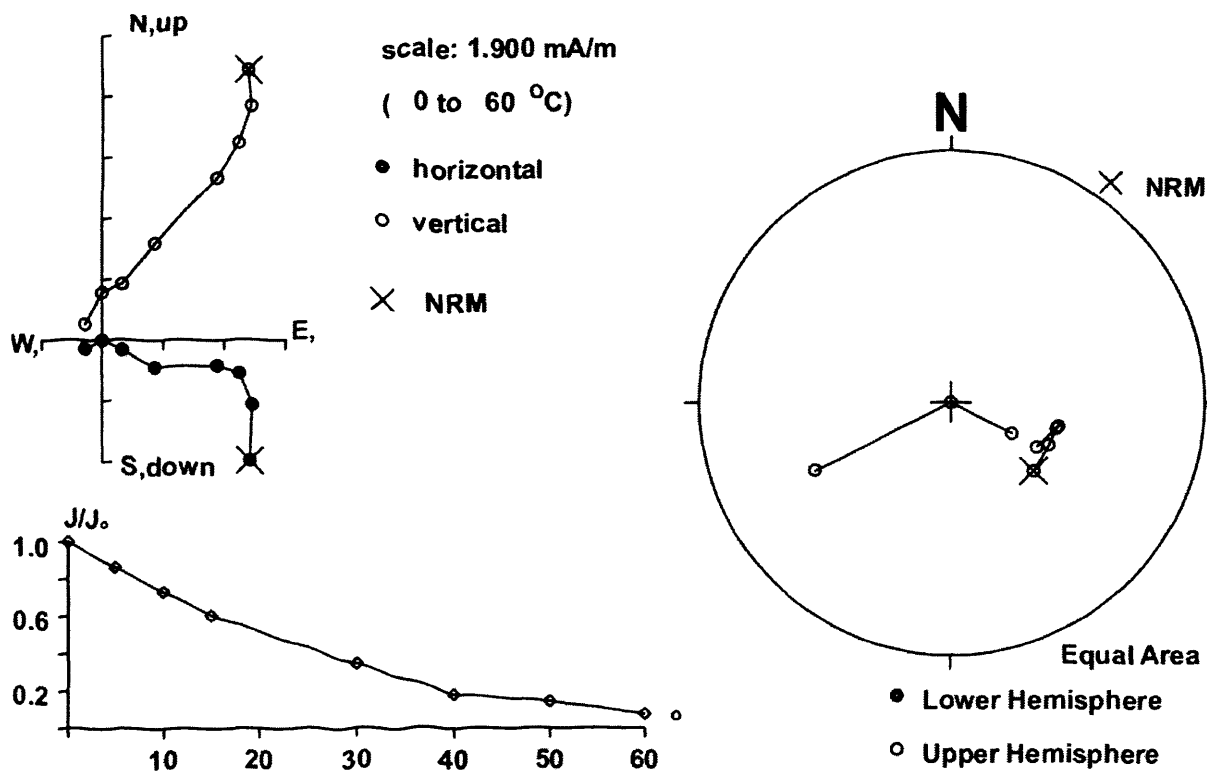 N,up
scale: 1.900 mA/m
( 0 to 60 °C)
horizontal
vertical
NRM
W,
E,
S,down
N
NRM
Equal Area
Lower Hemisphere
Upper Hemisphere
J/J₀
1.0
0.6
0.2
10
20
30
40
50
60
o